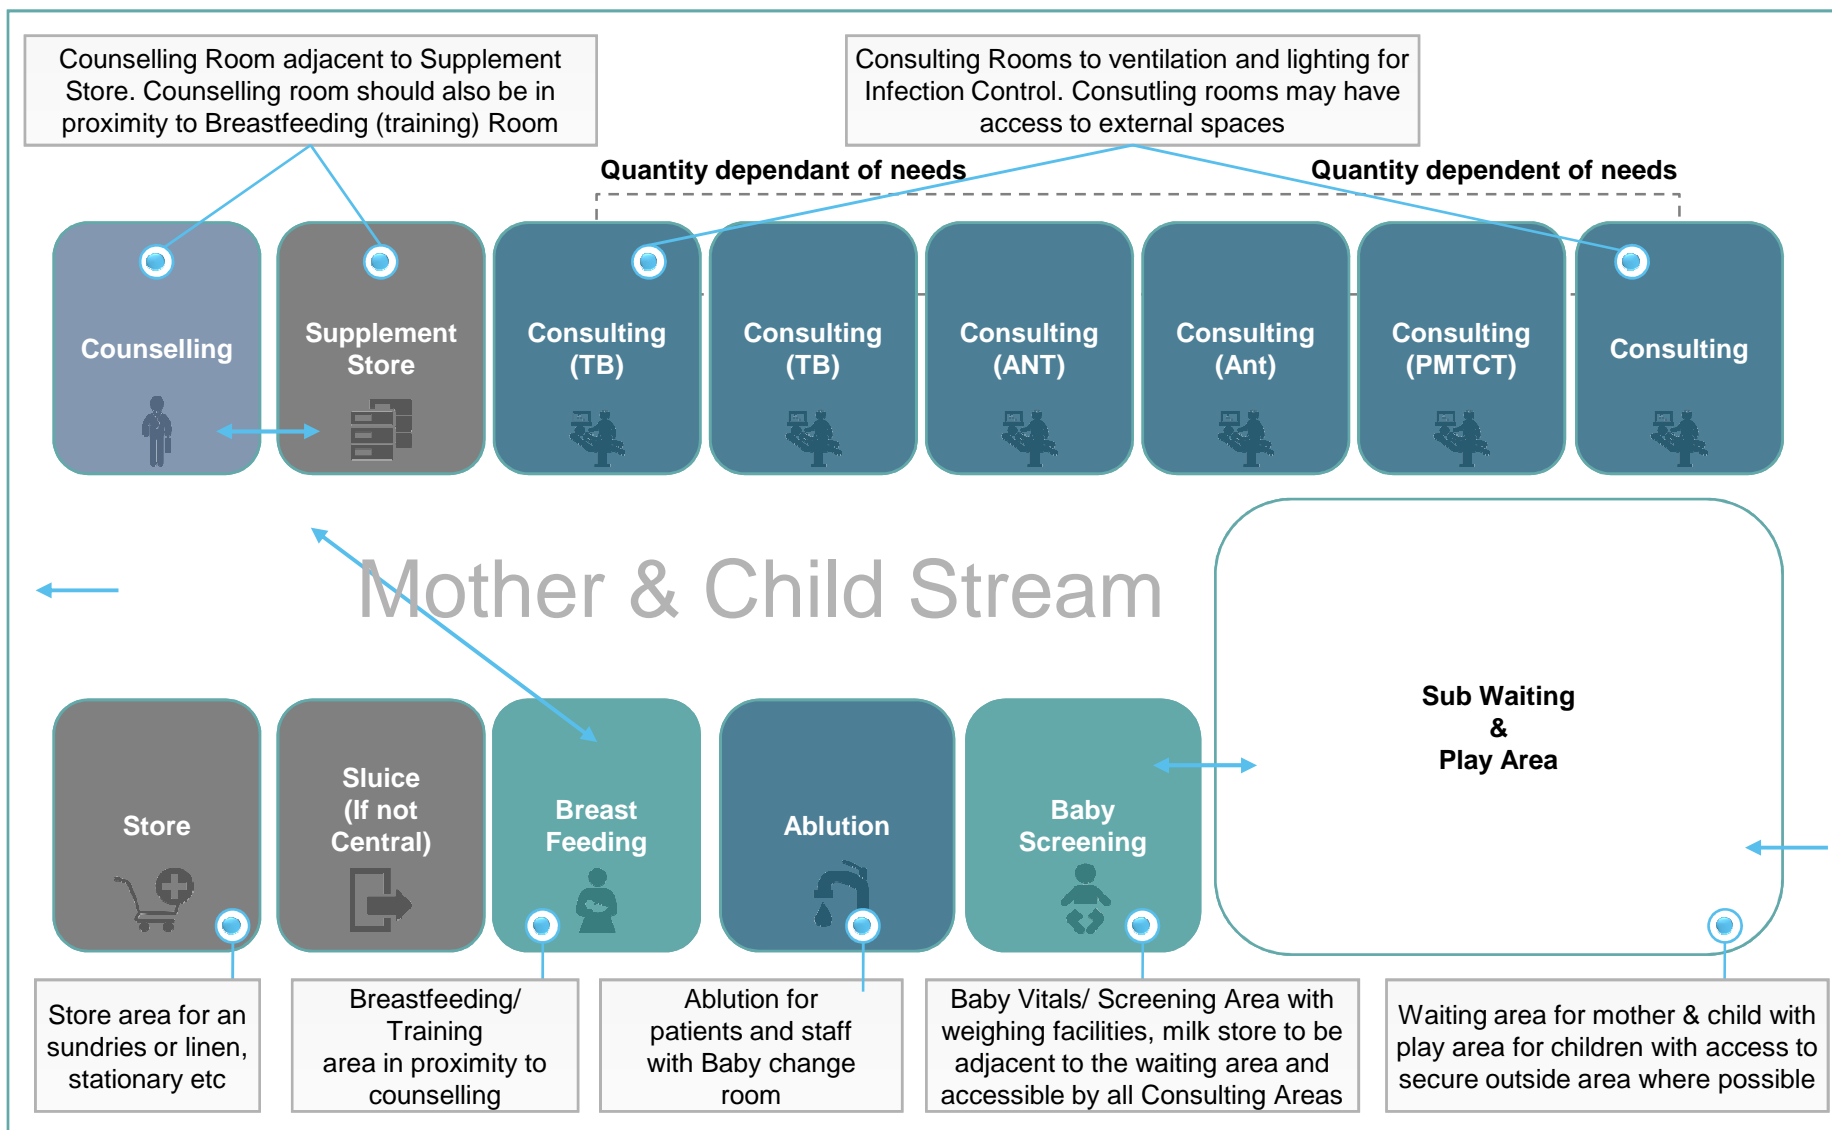 Counselling Room adjacent to Supplement
Store. Counselling room should also be in
proximity to Breastfeeding (training) Room
Consulting Rooms to ventilation and lighting for
Infection Control. Consutling rooms may have
access to external spaces
Quantity dependant of needs
Quantity dependent of needs
Counselling
Supplement
Store
Consulting
(TB)
Consulting
(TB)
Consulting
(ANT)
Consulting
(Ant)
Consulting
(PMTCT)
Consulting
Mother & Child Stream
Sub Waiting
&
Play Area
Store
Sluice
(If not
Central)
Breast
Feeding
Ablution
Baby
Screening
Store area for an
sundries or linen,
stationary etc
Breastfeeding/
Training
area in proximity to
counselling
Ablution for
patients and staff
with Baby change
room
Baby Vitals/ Screening Area with
weighing facilities, milk store to be
adjacent to the waiting area and
accessible by all Consulting Areas
Waiting area for mother & child with
play area for children with access to
secure outside area where possible